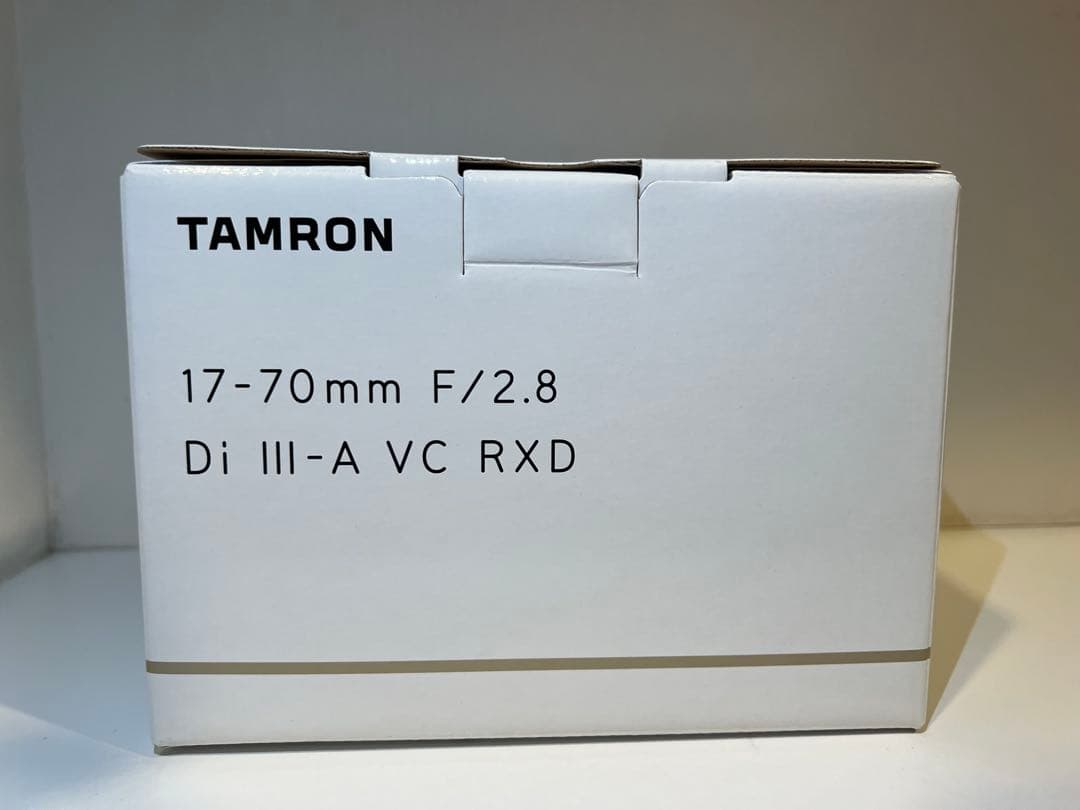 TAMRON
17-70mm F/2.8
Di III-A VC RXD